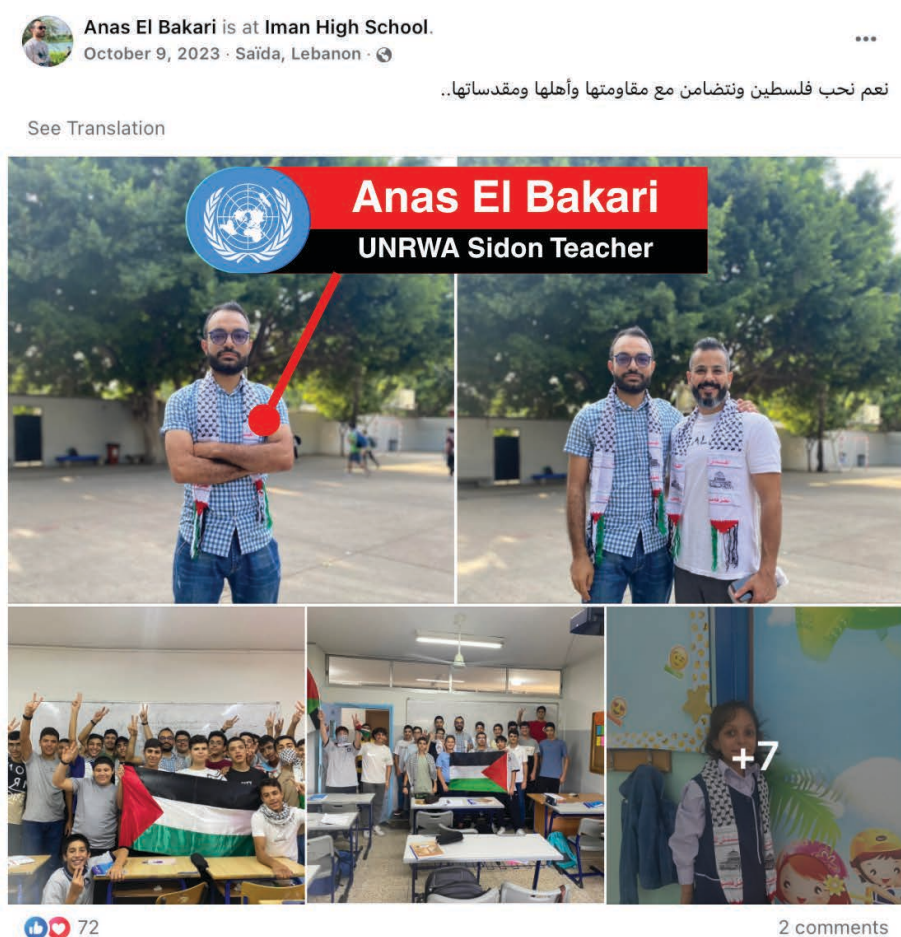 Anas El Bakari is at Iman High School.
October 9, 2023 · Saïda, Lebanon ·
نعم نحب فلسطين ونتضامن مع مقاومتها وأهلها ومقدساتها..
See Translation
Anas El Bakari
UNRWA Sidon Teacher
+7
72
2 comments